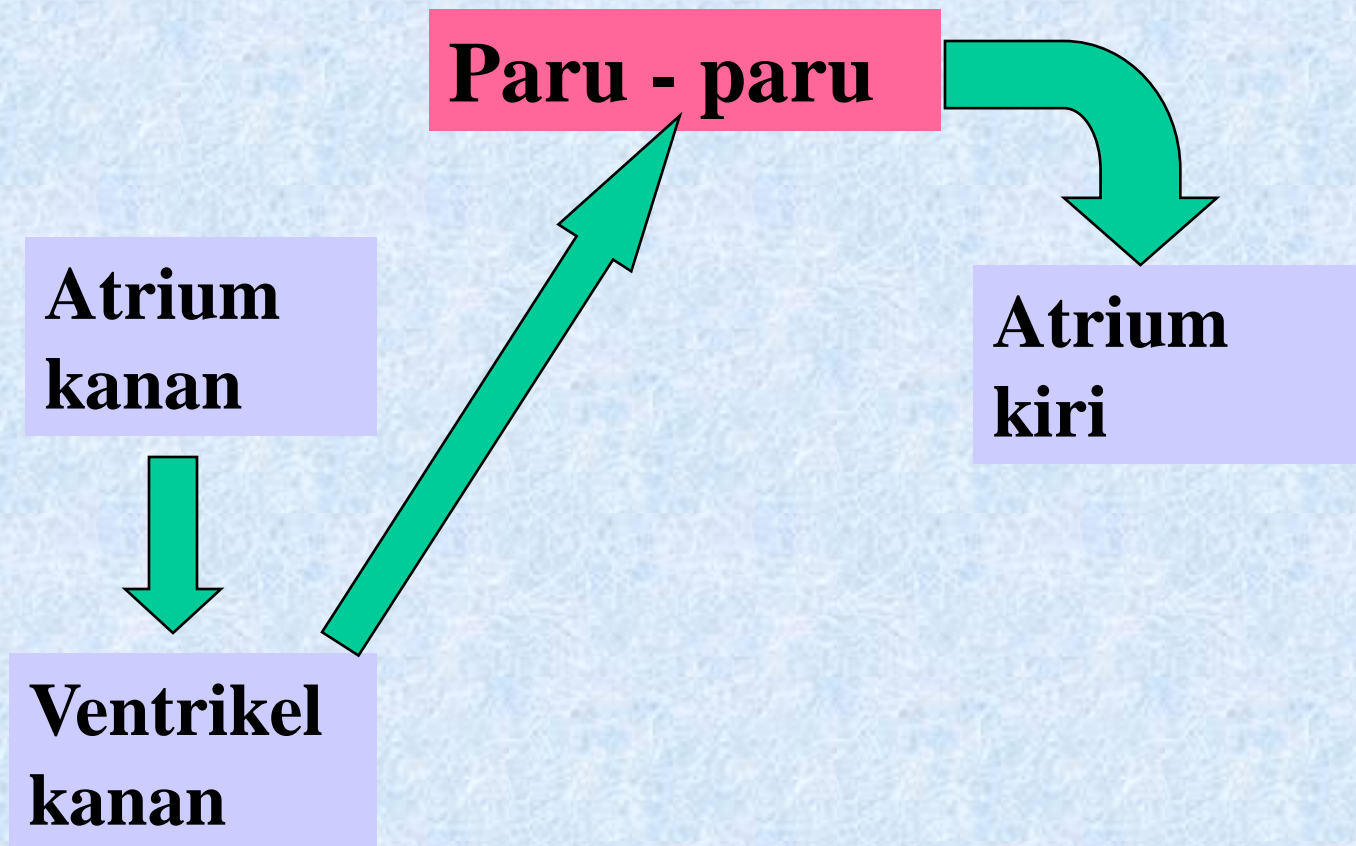 Paru - paru
Atrium
kanan
Atrium
kiri
Ventrikel
kanan